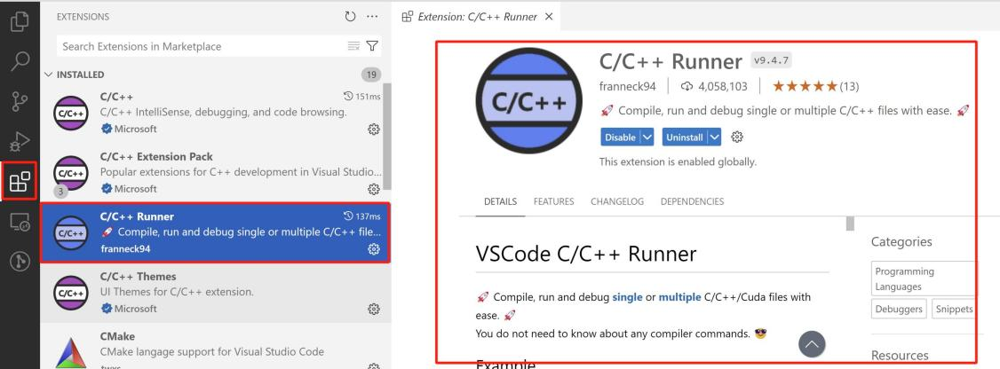 EXTENSIONS
Search Extensions in Marketplace
INSTALLED
19
C/C++
C/C++
151ms
C/C++ IntelliSense, debugging, and code browsing.
Microsoft
C/C++
3
C/C++ Extension Pack
Popular extensions for C++ development in Visual Studio...
Microsoft
C/C++
C/C++ Runner
137ms
🚀 Compile, run and debug single or multiple C/C++ file...
franneck94
C/C++
C/C++ Themes
UI Themes for C/C++ extension.
Microsoft
CMake
CMake langage support for Visual Studio Code
twxs
Extension: C/C++ Runner
C/C++
C/C++ Runner
v9.4.7
franneck94
4,058,103
★★★★★(13)
🚀 Compile, run and debug single or multiple C/C++ files with ease. 🚀
Disable
Uninstall
This extension is enabled globally.
DETAILS
FEATURES
CHANGELOG
DEPENDENCIES
VSCode C/C++ Runner
🚀 Compile, run and debug single or multiple C/C++/Cuda files with
ease. 🚀
You do not need to know about any compiler commands. 😎
Example
Categories
Programming
Languages
Debuggers
Snippets
Resources